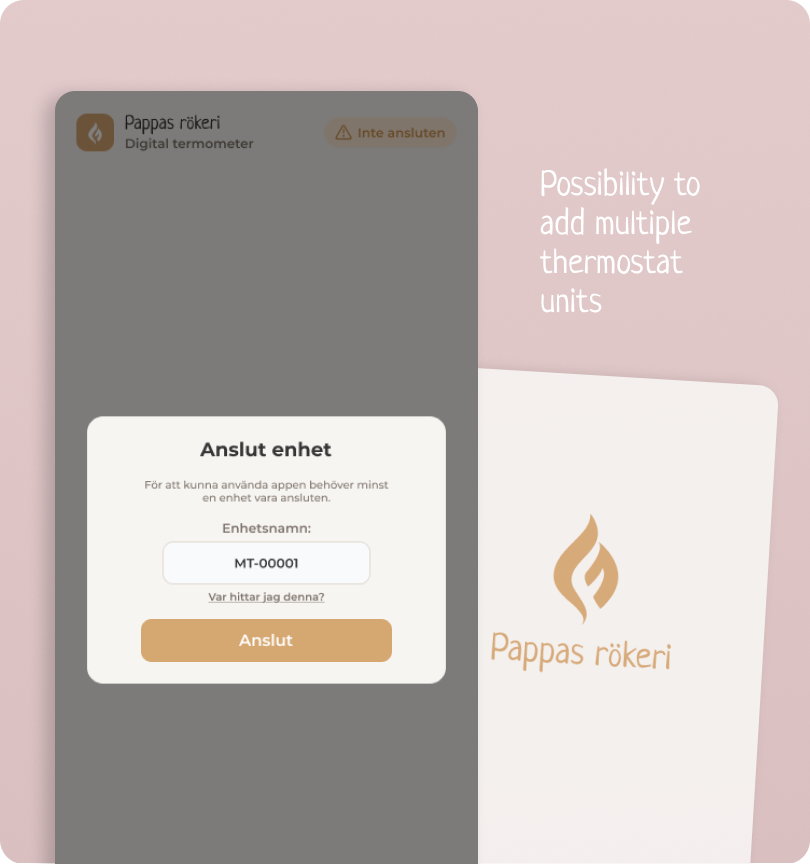 Pappas rökeri
Digital termometer
Inte ansluten
Possibility to
add multiple
thermostat
units
Anslut enhet
För att kunna använda appen behöver minst
en enhet vara ansluten.
Enhetsnamn:
MT-00001
Var hittar jag denna?
Anslut
Pappas rökeri